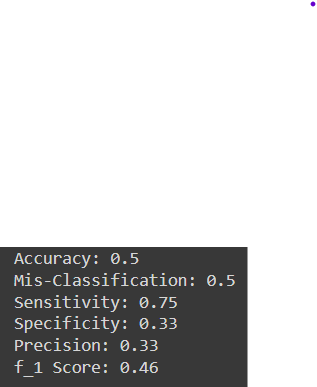 Accuracy: 0.5
Mis-Classification: 0.5
Sensitivity: 0.75
Specificity: 0.33
Precision: 0.33
f_1 Score: 0.46